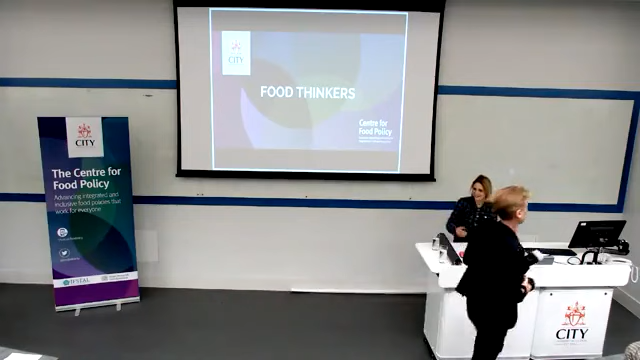 CITY
FOOD THINKERS
Centre for
Food Policy
CITY
The Centre for
Food Policy
Advancing integrated and
inclusive food policies that
work for everyone
CITY